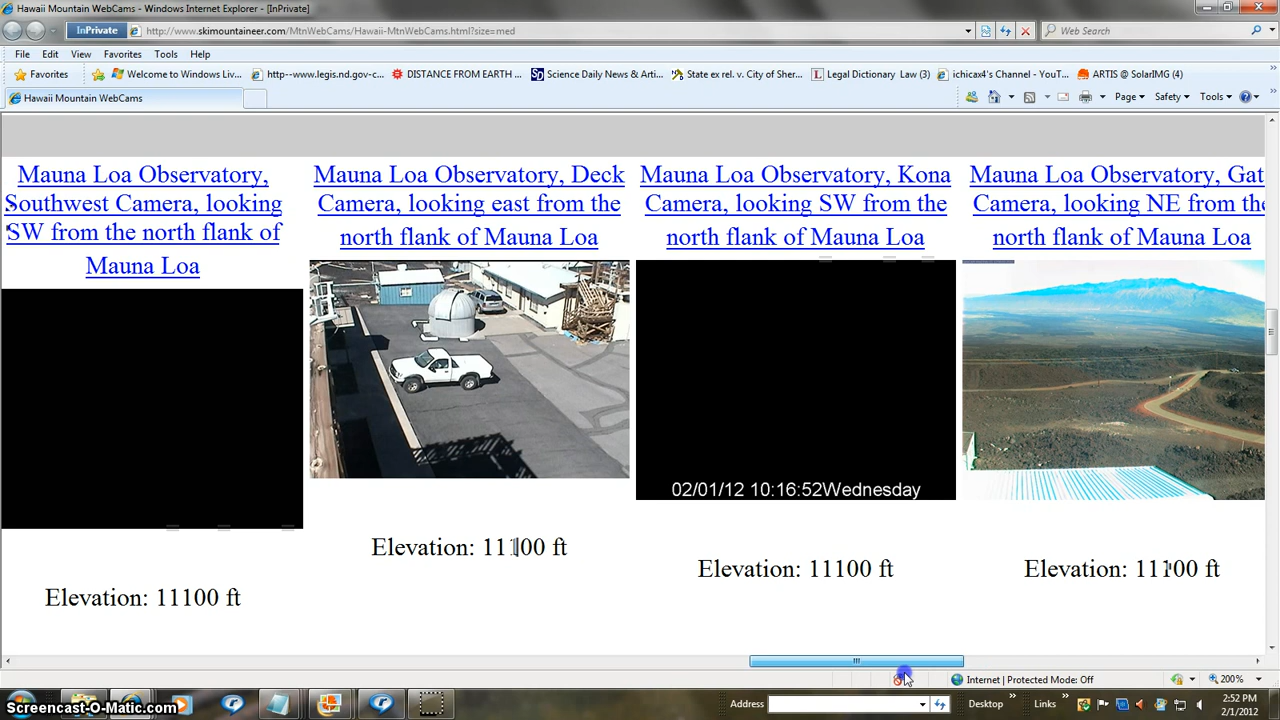 Hawaii Mountain WebCams - Windows Internet Explorer - [InPrivate]
InPrivate
http://www.skimountaineer.com/MtnWebCams/Hawaii-MtnWebCams.html?size=med
Web Search
File Edit View Favorites Tools Help
Favorites
Welcome to Windows Liv...
http--www.legis.nd.gov-c...
DISTANCE FROM EARTH ...
Science Daily News & Arti...
State ex rel. v. City of Sher...
Legal Dictionary Law (3)
ichicax4's Channel - YouT...
ARTIS @ SolarIMG (4)
Hawaii Mountain WebCams
Page Safety Tools
Mauna Loa Observatory,
Southwest Camera, looking
SW from the north flank of
Mauna Loa
Elevation: 11100 ft
Mauna Loa Observatory, Deck
Camera, looking east from the
north flank of Mauna Loa
Elevation: 11100 ft
Mauna Loa Observatory, Kona
Camera, looking SW from the
north flank of Mauna Loa
02/01/12 10:16:52Wednesday
Elevation: 11100 ft
Mauna Loa Observatory, Gat
Camera, looking NE from the
north flank of Mauna Loa
Elevation: 11100 ft
Internet | Protected Mode: Off
200%
Screencast-O-Matic.com
Address
Desktop
Links
2:52 PM
2/1/2012